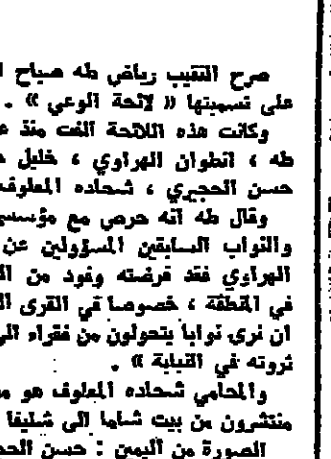 صرح النقيب رياض طه صباح
على تسميتها « لائحة الوعي » .
وكانت هذه اللائحة الفت منذ
طه ، انطوان الهراوي ، خليل
حسن الحجيري ، شحاده المعلوف
وقال طه انه حرص مع مؤسسي
والنواب السابقين المسؤولين عن
الهراوي فقد فرضته وفود من
في المنطقة ، خصوصا في القرى
ان نرى نوابا يتحولون من فقراء الى
ثروته في النيابة » .
والمحامي شحاده المعلوف هو
منتشرون من بيت شاما الى شليفا
الصورة من اليمين : حسن